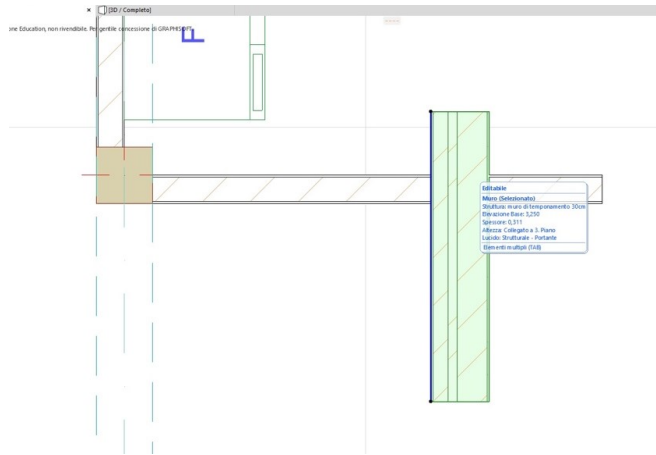 × [3D / Completo]
one Education, non rivendibile. Per gentile concessione di GRAPHISOFT.
F
Editabile
Muro (Selezionato)
Struttura: muro di tamponamento 30cm
Elevazione Base: 3,250
Spessore: 0,311
Altezza: Collegato a 3. Piano
Lucido: Strutturale - Portante
Elementi multipli (TAB)